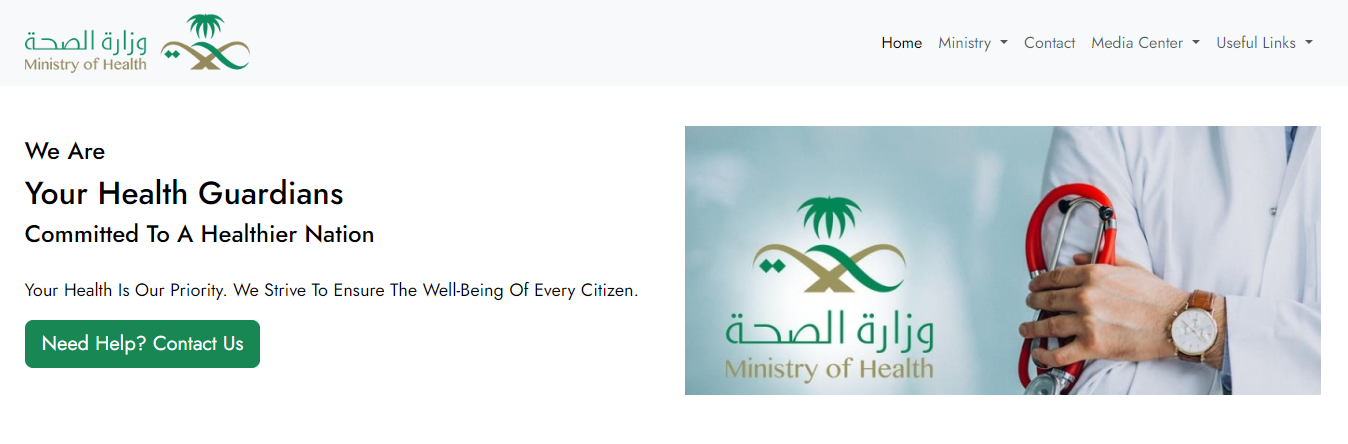 وزارة الصحة
Ministry of Health
Home Ministry Contact Media Center Useful Links
We Are
Your Health Guardians
Committed To A Healthier Nation
Your Health Is Our Priority. We Strive To Ensure The Well-Being Of Every Citizen.
Need Help? Contact Us
وزارة الصحة
Ministry of Health